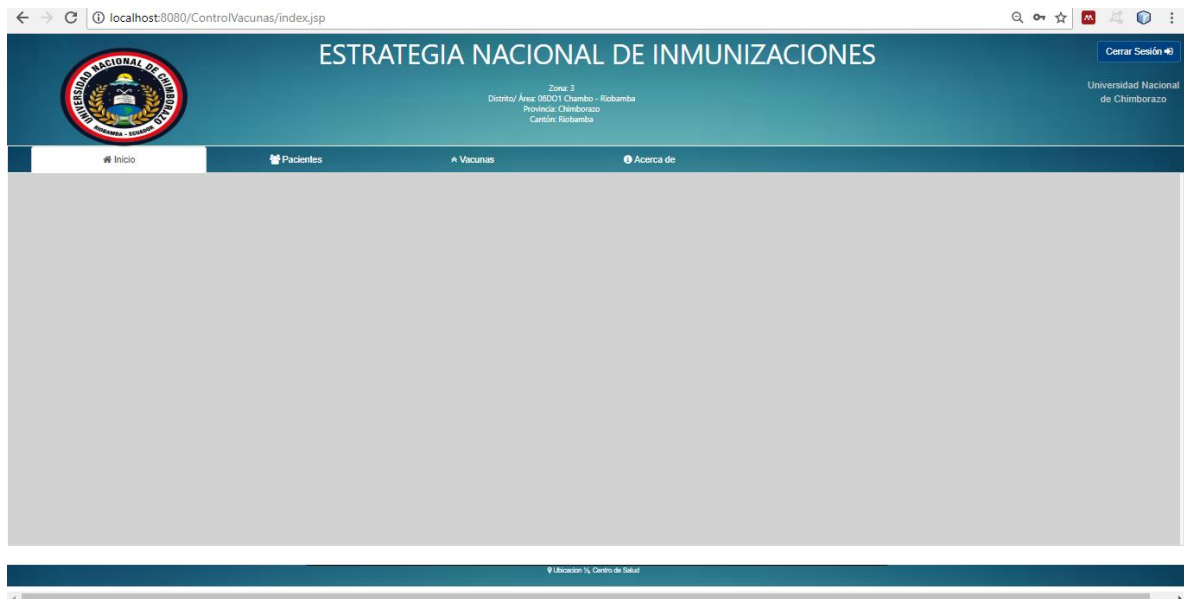 localhost:8080/ControlVacunas/index.jsp
ESTRATEGIA NACIONAL DE INMUNIZACIONES
Cerrar Sesión
Zona: 3
Distrito/ Área: 06DO1 Chambo - Riobamba
Provincia: Chimborazo
Cantón: Riobamba
Universidad Nacional
de Chimborazo
UNIVERSIDAD NACIONAL DE CHIMBORAZO
RIOBAMBA - ECUADOR
Inicio
Pacientes
Vacunas
Acerca de
Ubicacion ½, Centro de Salud